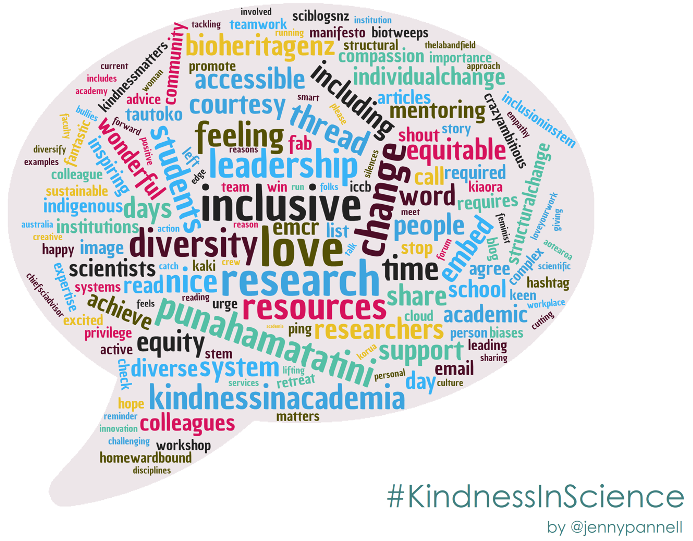 involved
tackling
sciblogsnz
institution
teamwork
running
manifesto
biotweeps
community
bioheritagenz
structural
thelabandfield
current
kindnessmatters
promote
compassion
importance
includes
woman
accessible
including
individualchange
approach
academy
advice
smart
articles
crazyambitious
inclusioninstem
bullies
tautoko
courtesy
thread
please
mentoring
empathy
faculty
fantastic
forward
positive
wonderful
students
feeling
fab
shout
story
diversify
inspiring
left
reasons
silences
equitable
examples
colleague
edge
leadership
change
call
required
structuralchange
sustainable
team
win
run
folks
iccb
word
kiaora
loveyourwork
giving
indigenous
days
inclusive
meet
requires
feminist
australia
institutions
action
reason
emcr
list
people
embed
blog
complex
aotearoa
creative
diversity
love
talk
stop
forum
scientific
happy
image
crew
time
agree
hashtag
chiefsciadvisor
expertise
scientists
catch
kaki
research
school
keen
workplace
systems
read
nice
reading
share
achieve
feels
urge
resources
cloud
academic
cutting
excited
privilege
punahamatatini
ping
researchers
person
biases
active
equity
stem
korua
support
leading
sharing
check
diverse
system
lifting
personal
email
services
retreat
day
culture
hope
kindnessinacademia
reminder
matters
innovation
colleagues
challenging
workshop
homewardbound
disciplines
#KindnessInScience
by @jennypannell